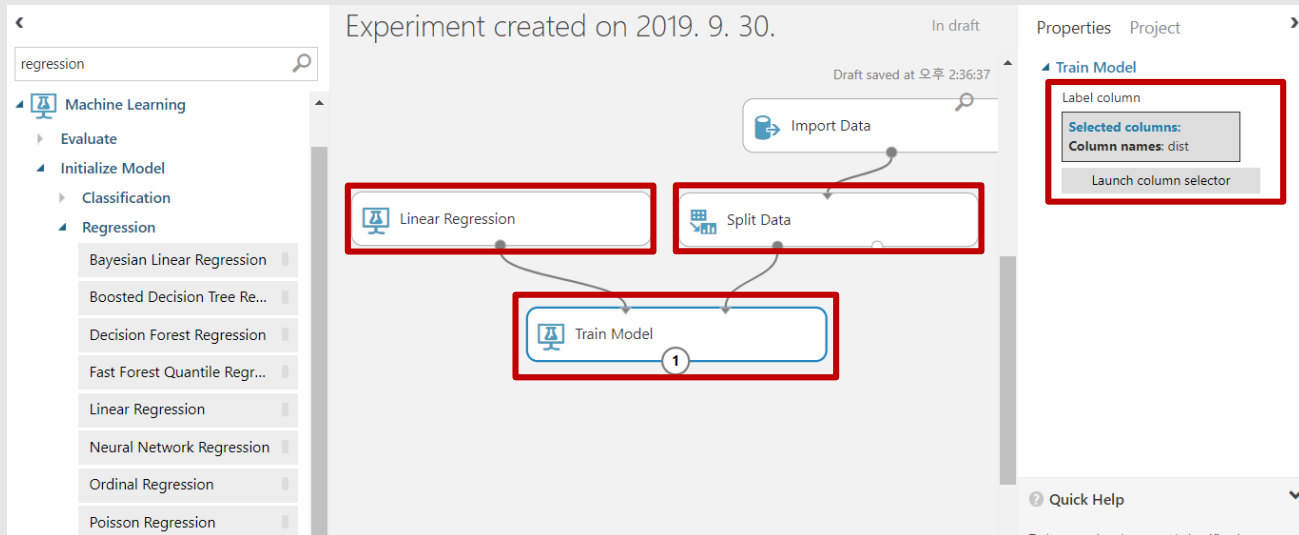 regression
Machine Learning
Evaluate
Initialize Model
Classification
Regression
Bayesian Linear Regression
Boosted Decision Tree Re...
Decision Forest Regression
Fast Forest Quantile Regr...
Linear Regression
Neural Network Regression
Ordinal Regression
Poisson Regression
Experiment created on 2019. 9. 30.
In draft
Draft saved at 오후 2:36:37
Import Data
Linear Regression
Split Data
Train Model
1
Properties Project
Train Model
Label column
Selected columns:
Column names: dist
Launch column selector
Quick Help